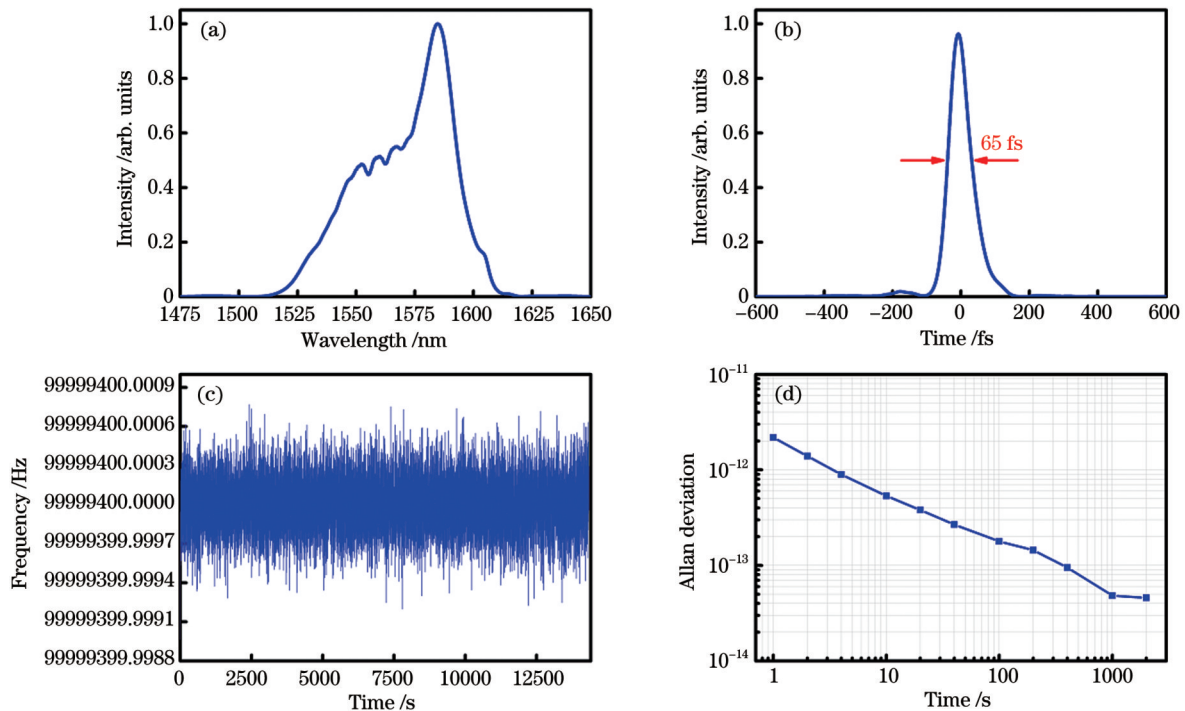 (a)
Intensity /arb. units
1.0
0.8
0.6
0.4
0.2
0
1475 1500 1525 1550 1575 1600 1625 1650
Wavelength /nm
(b)
Intensity /arb. units
1.0
0.8
0.6
0.4
0.2
0
65 fs
−600 −400 −200 0 200 400 600
Time /fs
(c)
Frequency /Hz
99999400.0009
99999400.0006
99999400.0003
99999400.0000
99999399.9997
99999399.9994
99999399.9991
99999399.9988
0 2500 5000 7500 10000 12500
Time /s
(d)
Allan deviation
10⁻¹¹
10⁻¹²
10⁻¹³
10⁻¹⁴
1 10 100 1000
Time /s